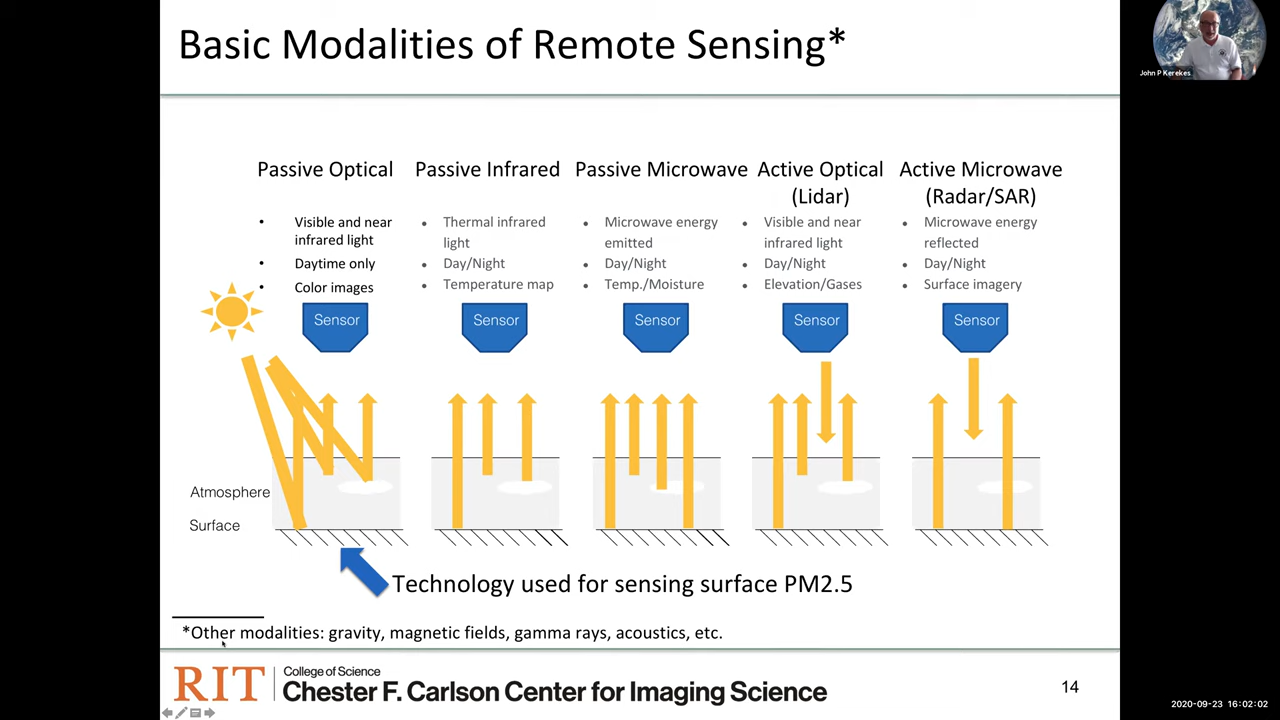 Basic Modalities of Remote Sensing*
John P Kerekes
Passive Optical
Visible and near
infrared light
Daytime only
Color images
Passive Infrared
Thermal infrared
light
Day/Night
Temperature map
Passive Microwave
Microwave energy
emitted
Day/Night
Temp./Moisture
Active Optical
(Lidar)
Visible and near
infrared light
Day/Night
Elevation/Gases
Active Microwave
(Radar/SAR)
Microwave energy
reflected
Day/Night
Surface imagery
Sensor
Sensor
Sensor
Sensor
Sensor
Atmosphere
Surface
Technology used for sensing surface PM2.5
*Other modalities: gravity, magnetic fields, gamma rays, acoustics, etc.
RIT
College of Science
Chester F. Carlson Center for Imaging Science
14
2020-09-23 16:02:02